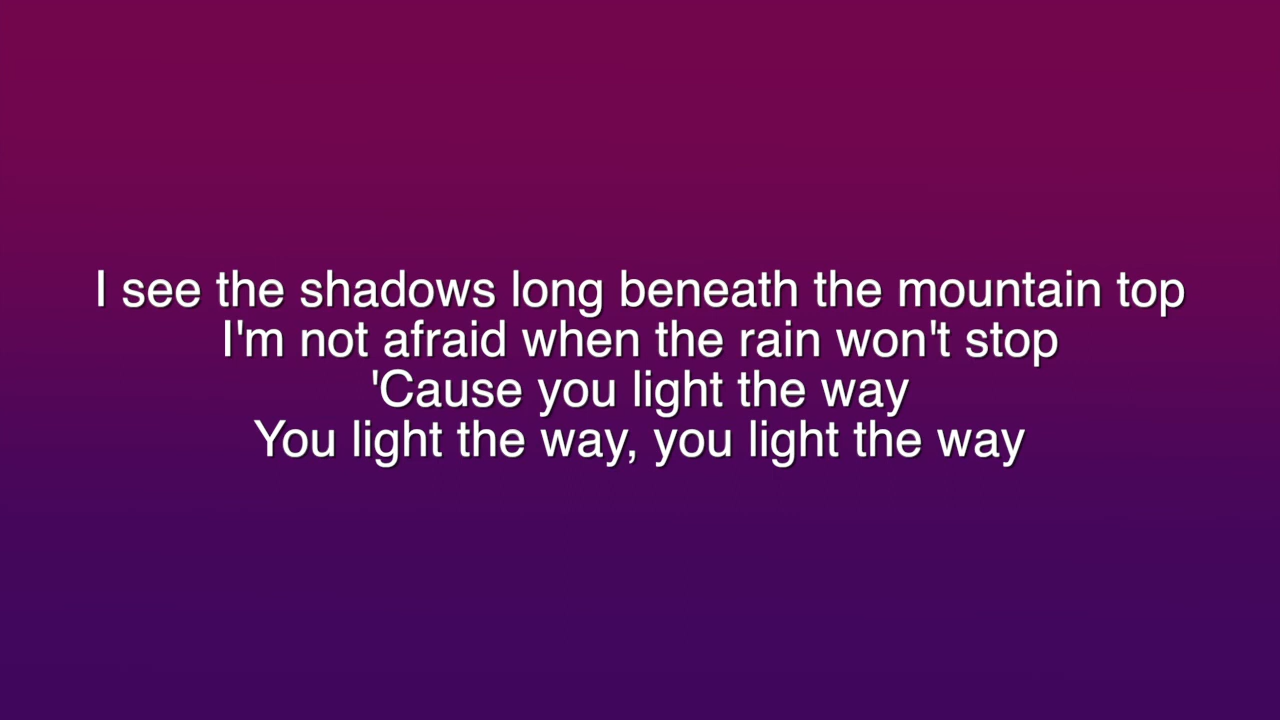 I see the shadows long beneath the mountain top
I'm not afraid when the rain won't stop
'Cause you light the way
You light the way, you light the way